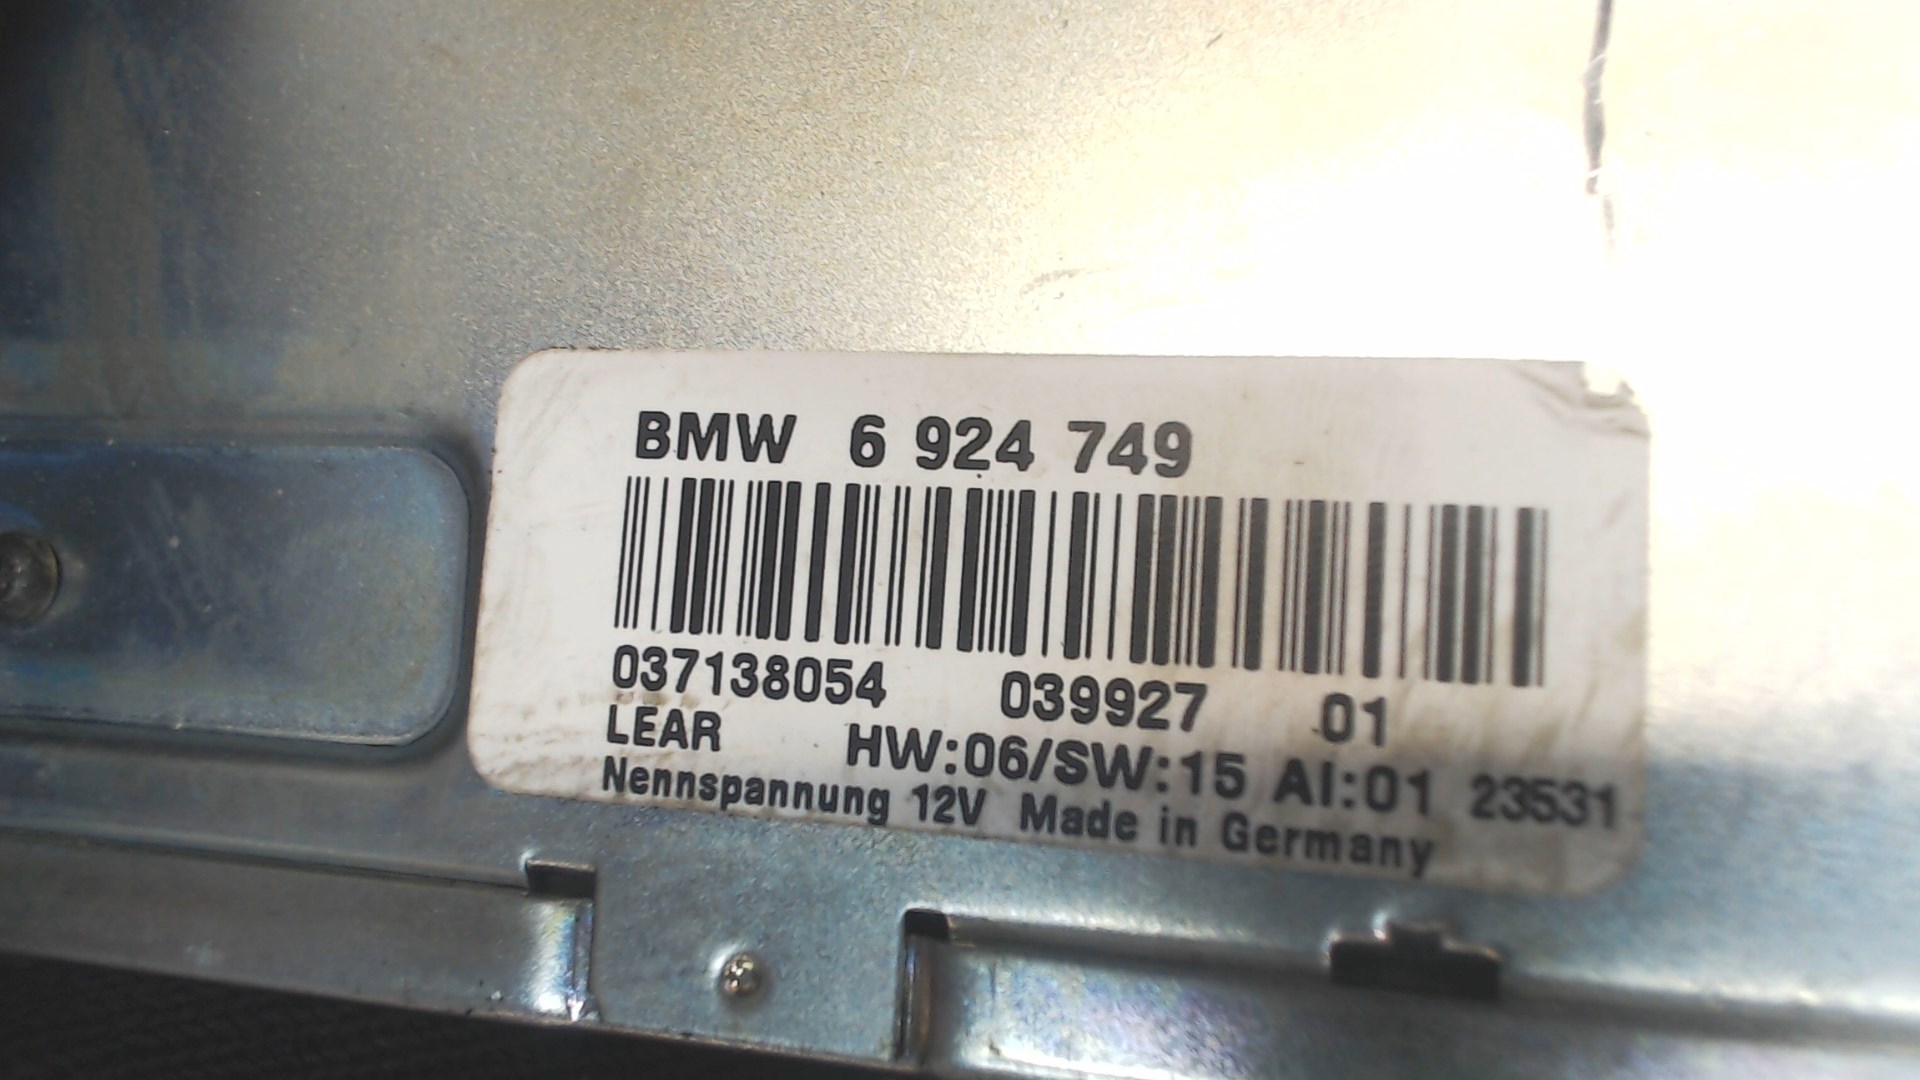 BMW 6 924 749
037138054 039927 01
LEAR HW:06/SW:15 AI:01 23531
Nennspannung 12V Made in Germany